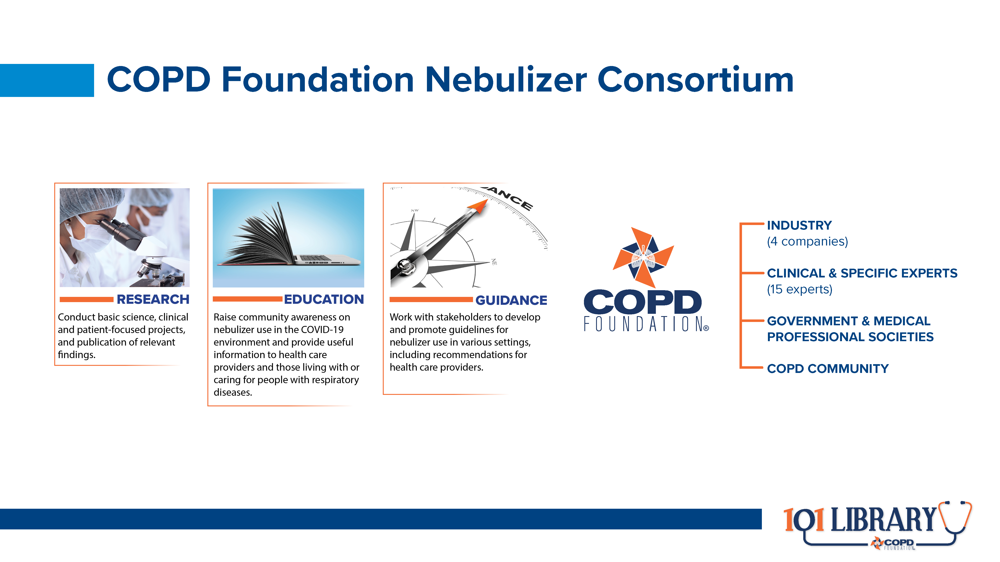 COPD Foundation Nebulizer Consortium
ANCE
NW
NE
RESEARCH
Conduct basic science, clinical
and patient-focused projects,
and publication of relevant
findings.
EDUCATION
Raise community awareness on
nebulizer use in the COVID-19
environment and provide useful
information to health care
providers and those living with or
caring for people with respiratory
diseases.
GUIDANCE
Work with stakeholders to develop
and promote guidelines for
nebulizer use in various settings,
including recommendations for
health care providers.
COPD
FOUNDATION®
INDUSTRY
(4 companies)
CLINICAL & SPECIFIC EXPERTS
(15 experts)
GOVERNMENT & MEDICAL
PROFESSIONAL SOCIETIES
COPD COMMUNITY
101 LIBRARY
COPD
FOUNDATION®